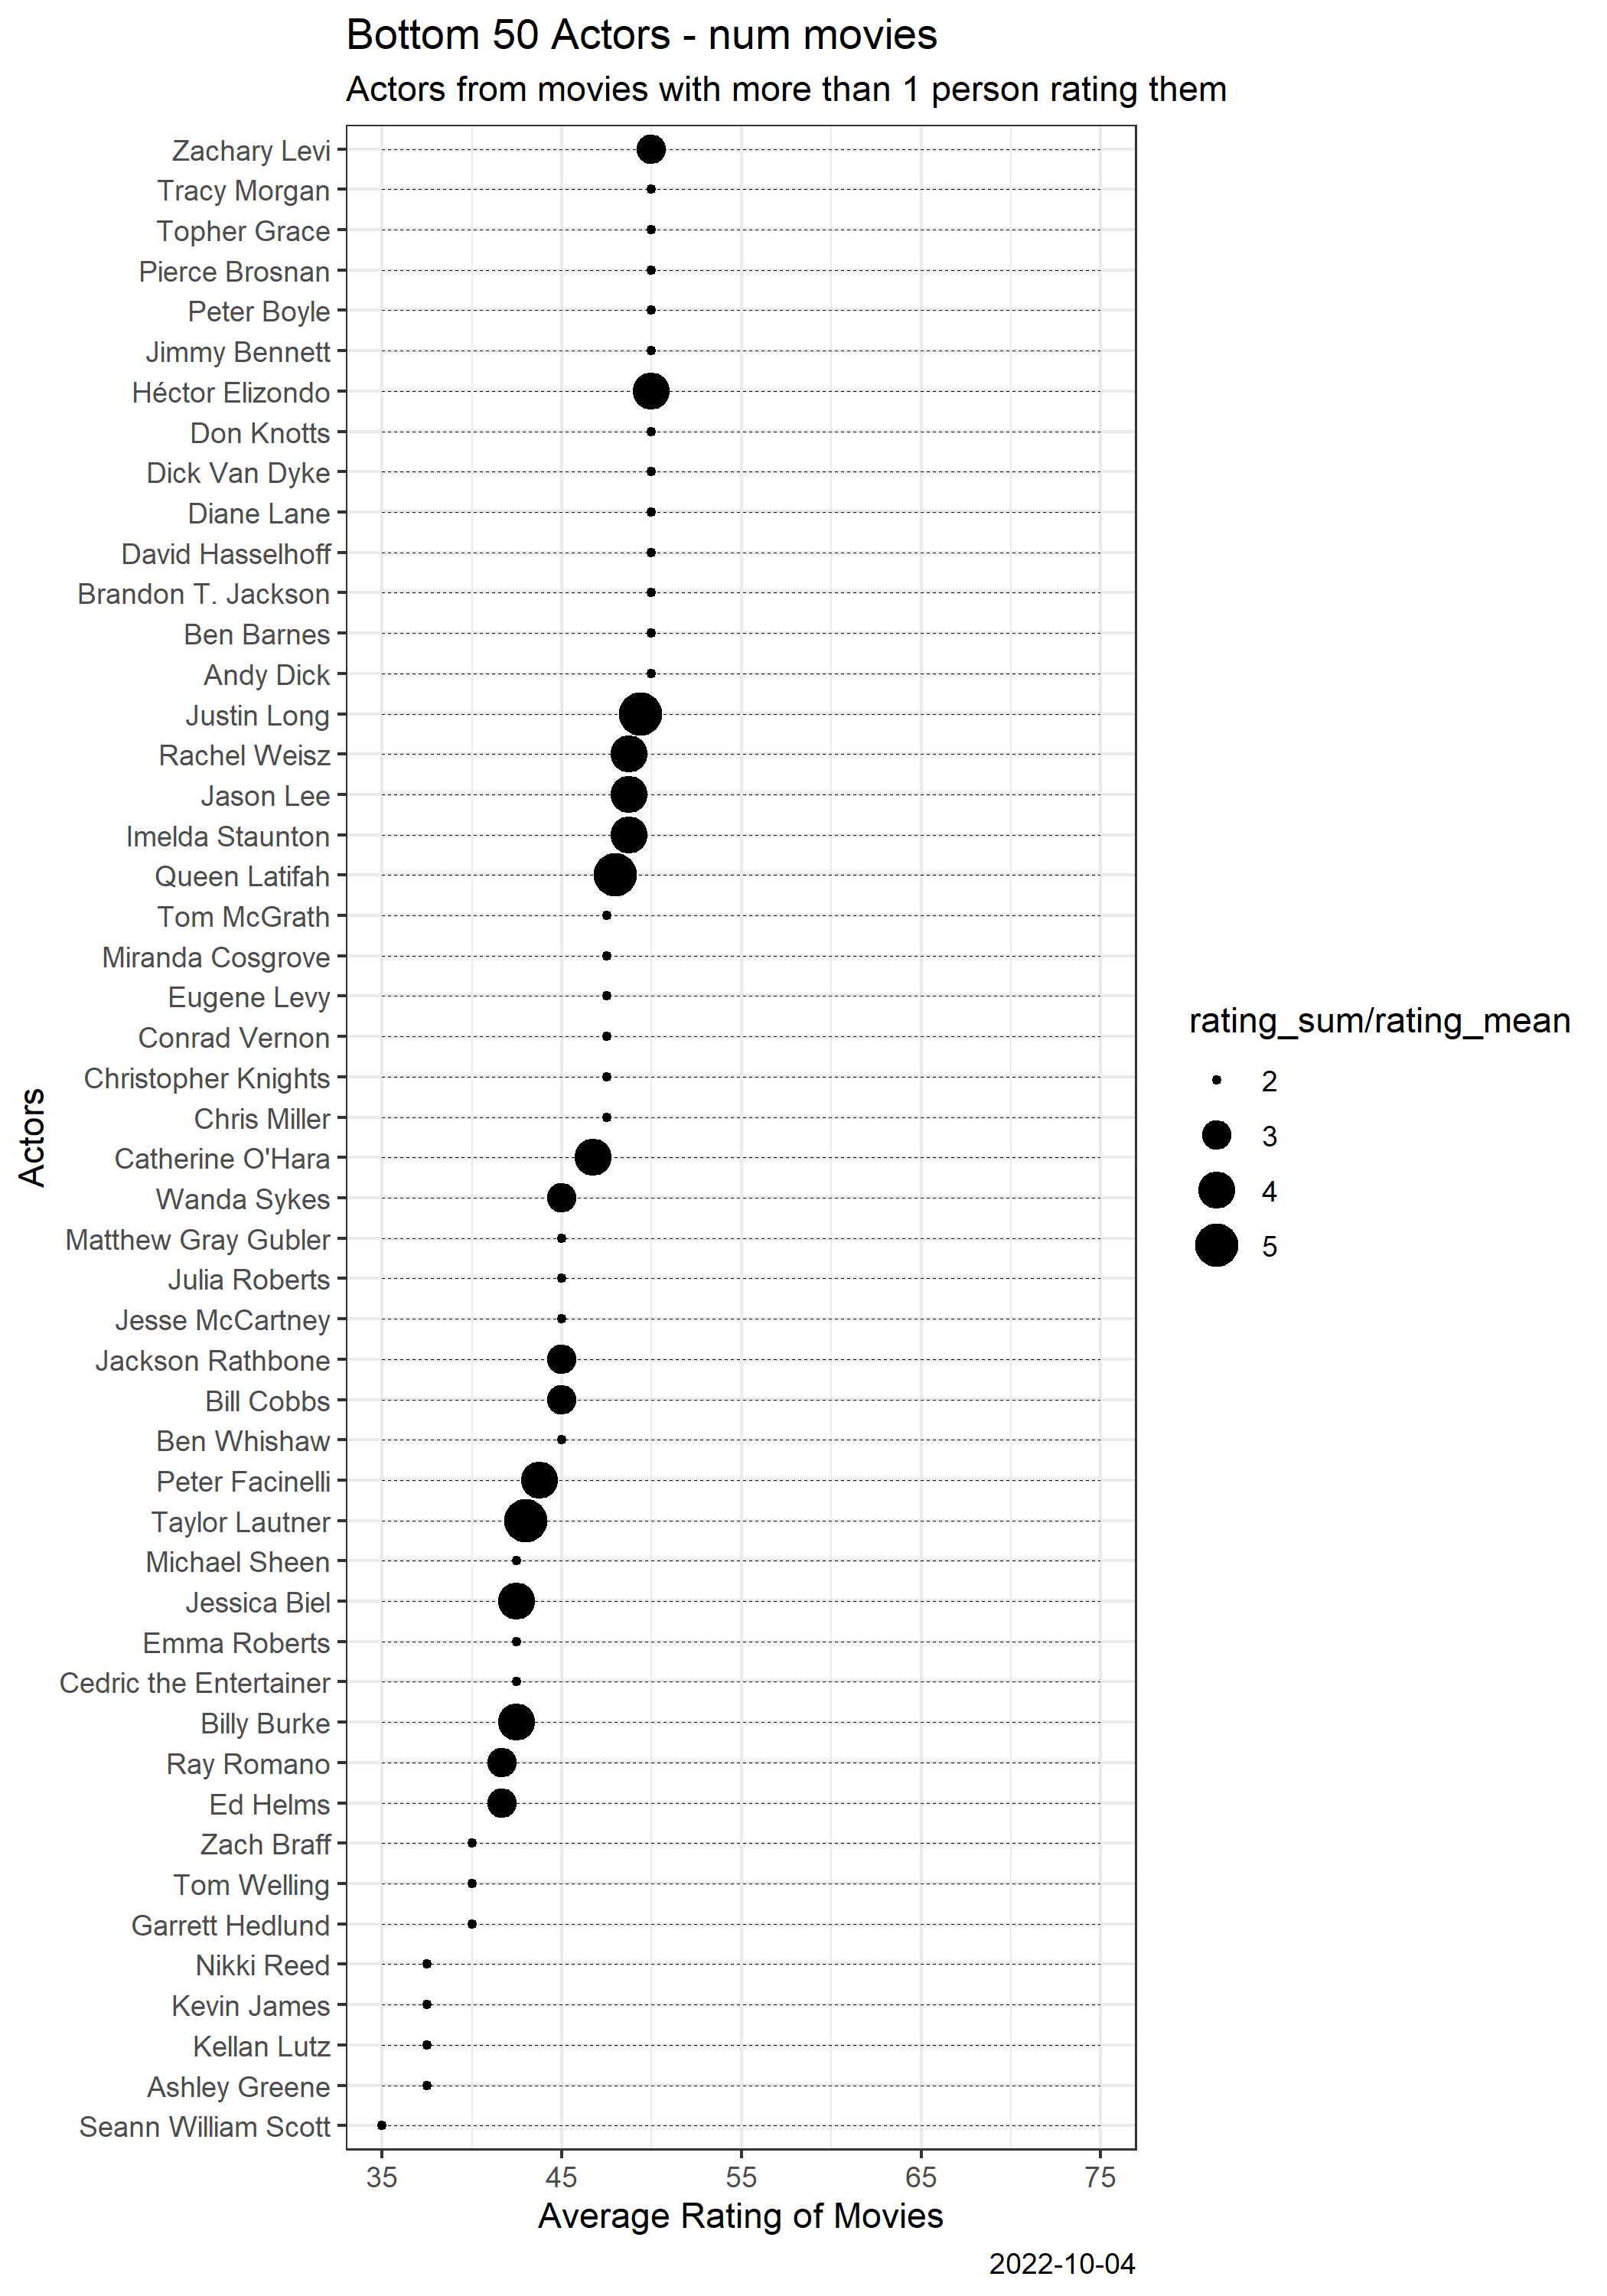 Bottom 50 Actors - num movies
Actors from movies with more than 1 person rating them
Zachary Levi
Tracy Morgan
Topher Grace
Pierce Brosnan
Peter Boyle
Jimmy Bennett
Héctor Elizondo
Don Knotts
Dick Van Dyke
Diane Lane
David Hasselhoff
Brandon T. Jackson
Ben Barnes
Andy Dick
Justin Long
Rachel Weisz
Jason Lee
Imelda Staunton
Queen Latifah
Tom McGrath
Miranda Cosgrove
Eugene Levy
Conrad Vernon
Christopher Knights
Chris Miller
Catherine O'Hara
Wanda Sykes
Matthew Gray Gubler
Julia Roberts
Jesse McCartney
Jackson Rathbone
Bill Cobbs
Ben Whishaw
Peter Facinelli
Taylor Lautner
Michael Sheen
Jessica Biel
Emma Roberts
Cedric the Entertainer
Billy Burke
Ray Romano
Ed Helms
Zach Braff
Tom Welling
Garrett Hedlund
Nikki Reed
Kevin James
Kellan Lutz
Ashley Greene
Seann William Scott
Actors
35 45 55 65 75
Average Rating of Movies
rating_sum/rating_mean
2
3
4
5
2022-10-04